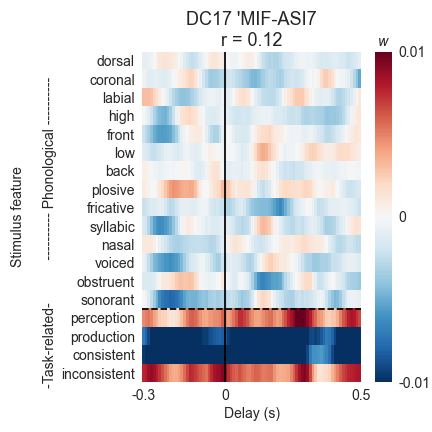 DC17 'MIF-ASI7
r = 0.12
w
dorsal
coronal
labial
high
front
low
back
plosive
fricative
syllabic
nasal
voiced
obstruent
sonorant
perception
production
consistent
inconsistent
Stimulus feature
-Task-related- ---------- Phonological ----------
0.01
0
-0.01
-0.3
0
0.5
Delay (s)